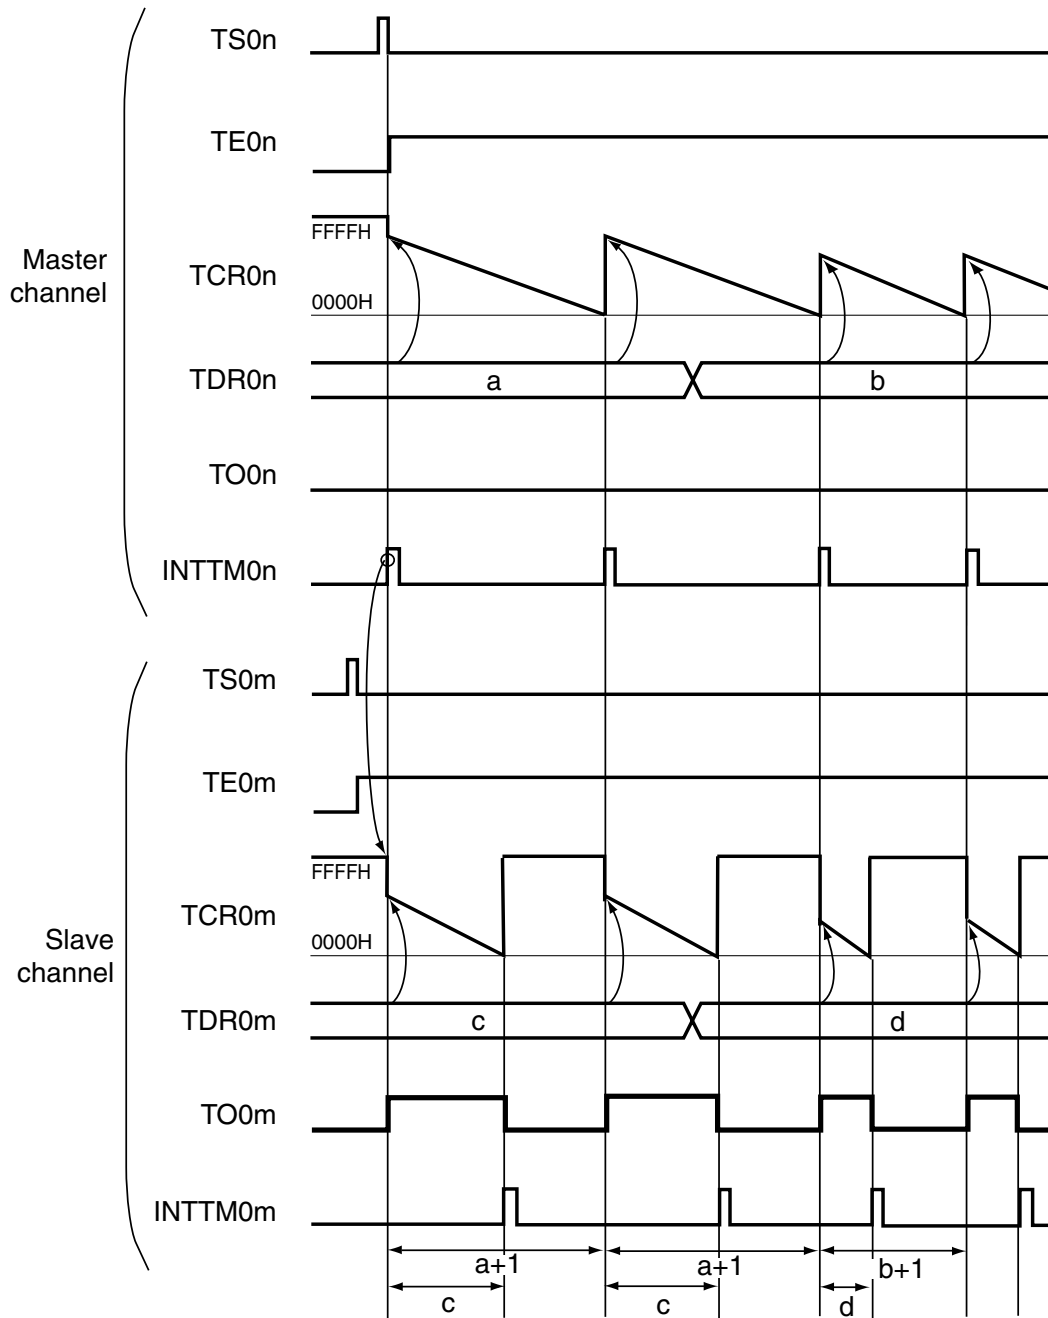 TS0n
TE0n
FFFFH
Master
channel
TCR0n
0000H
TDR0n
a
b
TO0n
INTTM0n
TS0m
TE0m
FFFFH
TCR0m
Slave
channel
0000H
TDR0m
c
d
TO0m
INTTM0m
a+1
a+1
b+1
c
c
d